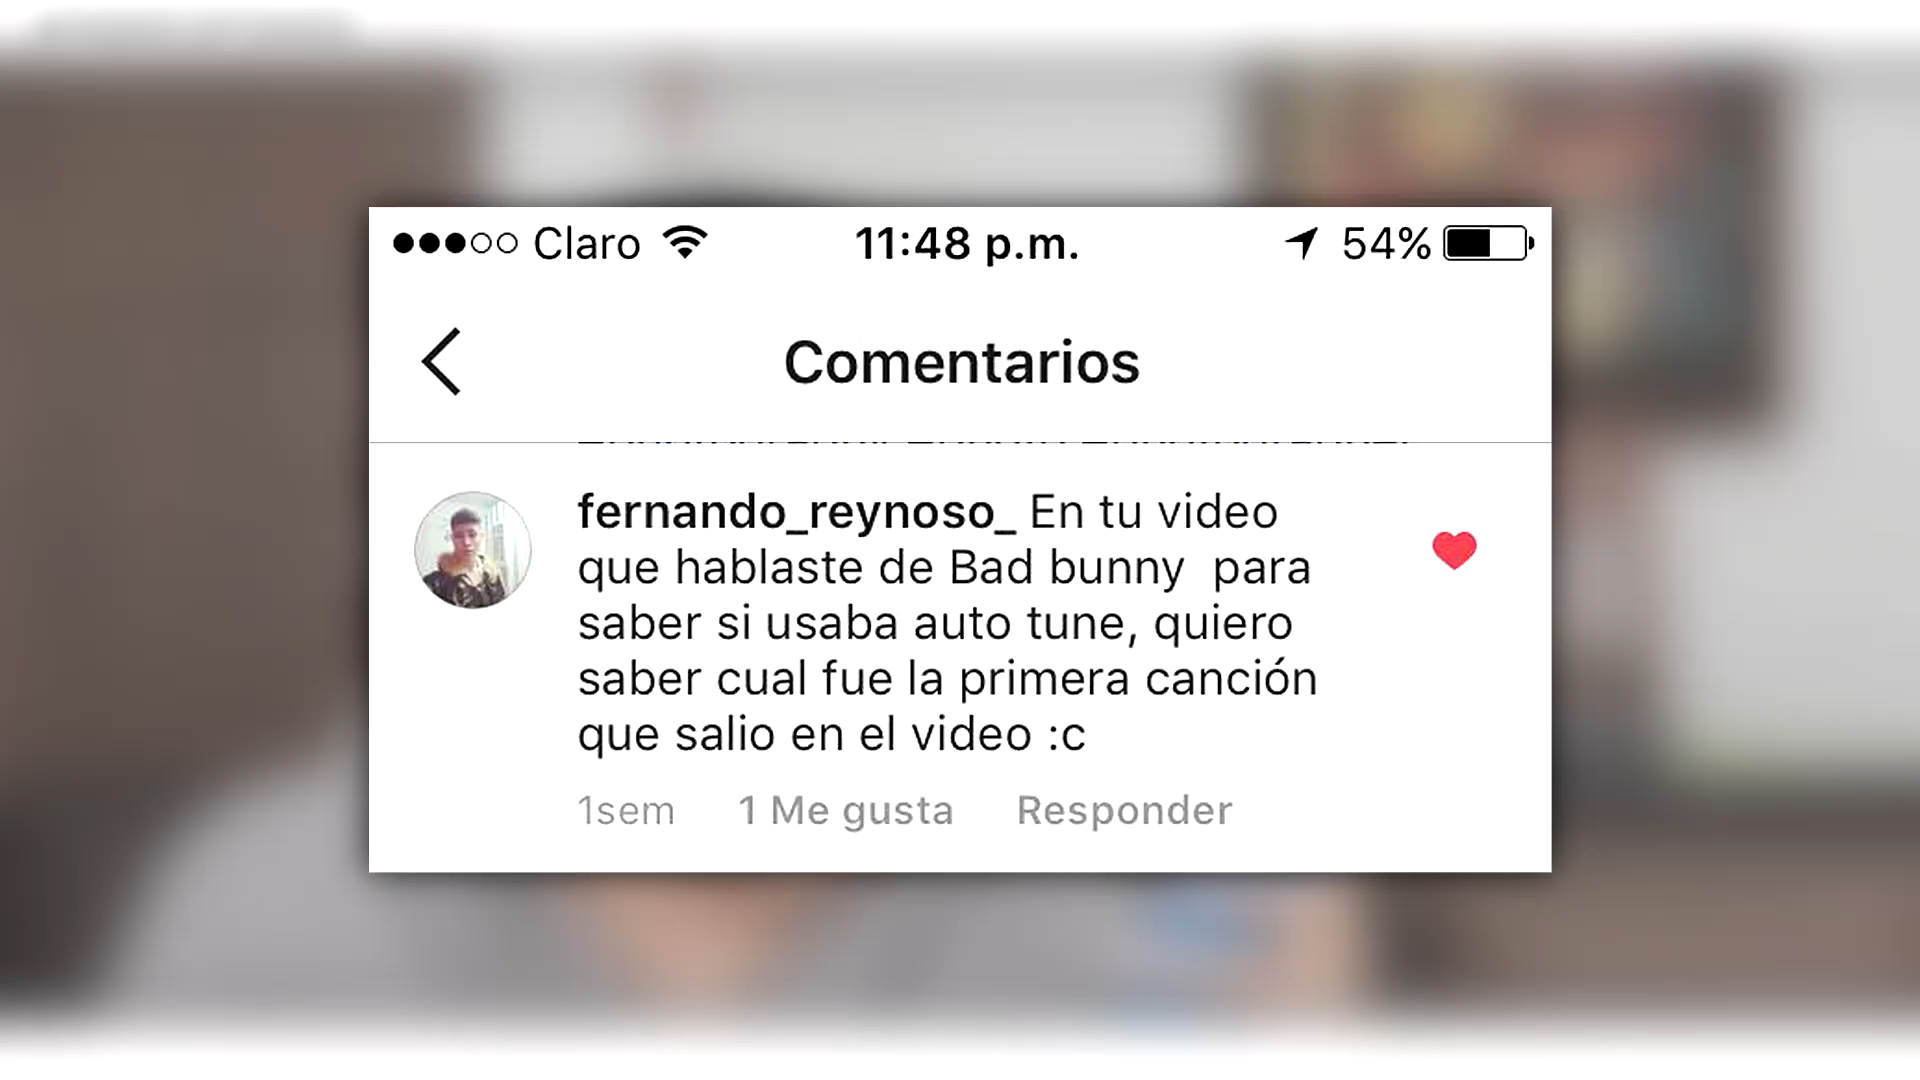 Claro 11:48 p.m. 54%
Comentarios
fernando_reynoso_ En tu video
que hablaste de Bad bunny  para
saber si usaba auto tune, quiero
saber cual fue la primera canción
que salio en el video :c
1sem 1 Me gusta Responder